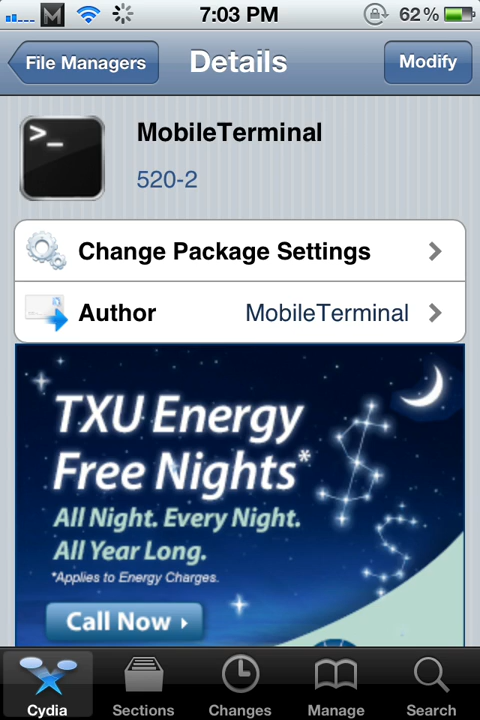 7:03 PM
62%
File Managers
Details
Modify
>_
MobileTerminal
520-2
Change Package Settings
Author MobileTerminal
TXU Energy
Free Nights*
All Night. Every Night.
All Year Long.
*Applies to Energy Charges.
Call Now
Cydia
Sections
Changes
Manage
Search